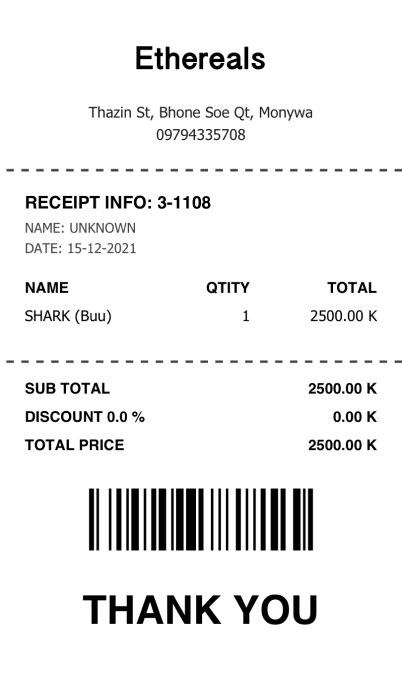 Ethereals
Thazin St, Bhone Soe Qt, Monywa
09794335708
RECEIPT INFO: 3-1108
NAME: UNKNOWN
DATE: 15-12-2021
NAME QTITY TOTAL
SHARK (Buu) 1 2500.00 K
SUB TOTAL 2500.00 K
DISCOUNT 0.0 % 0.00 K
TOTAL PRICE 2500.00 K
THANK YOU